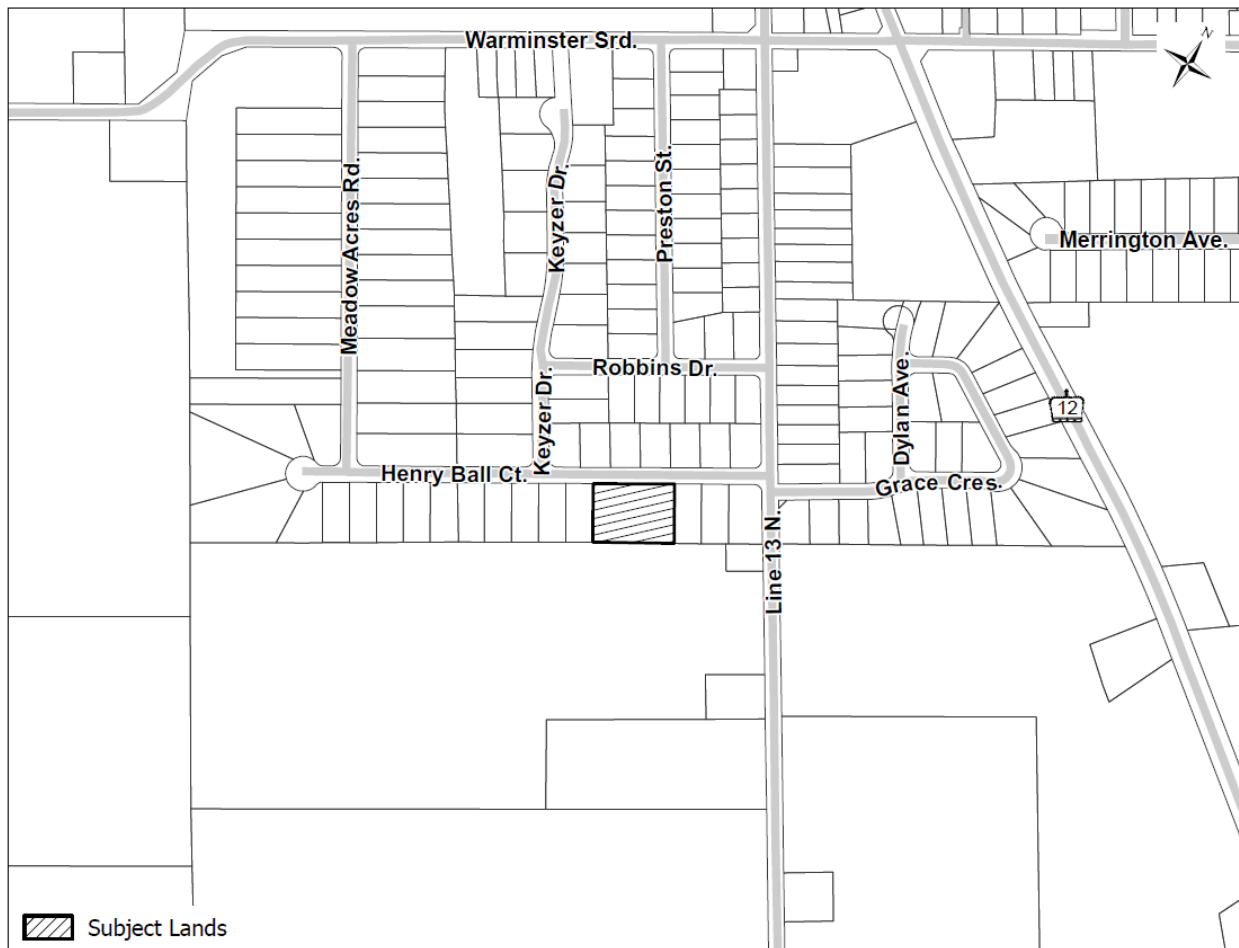 Warminster Srd.
N
Meadow Acres Rd.
Keyzer Dr.
Preston St.
Merrington Ave.
Robbins Dr.
Keyzer Dr.
Dylan Ave.
12
Henry Ball Ct.
Grace Cres.
Line 13 N.
Subject Lands